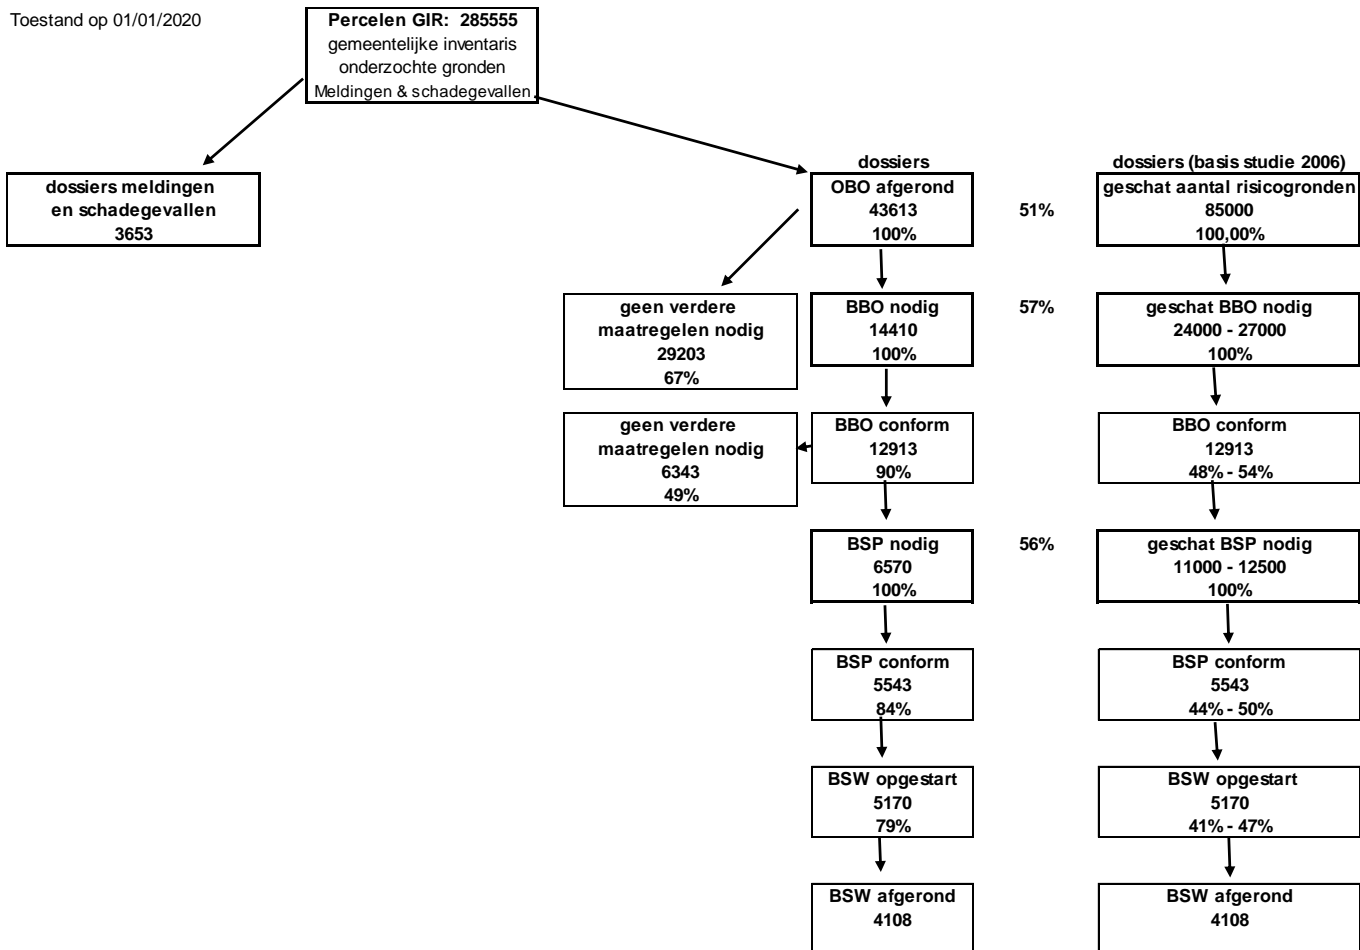 Toestand op 01/01/2020
Percelen GIR: 285555
gemeentelijke inventaris
onderzochte gronden
Meldingen & schadegevallen
dossiers meldingen
en schadegevallen
3653
dossiers
OBO afgerond
43613
100%
51%
dossiers (basis studie 2006)
geschat aantal risicogronden
85000
100,00%
geen verdere
maatregelen nodig
29203
67%
BBO nodig
14410
100%
57%
geschat BBO nodig
24000 - 27000
100%
geen verdere
maatregelen nodig
6343
49%
BBO conform
12913
90%
BBO conform
12913
48% - 54%
BSP nodig
6570
100%
56%
geschat BSP nodig
11000 - 12500
100%
BSP conform
5543
84%
BSP conform
5543
44% - 50%
BSW opgestart
5170
79%
BSW opgestart
5170
41% - 47%
BSW afgerond
4108
BSW afgerond
4108